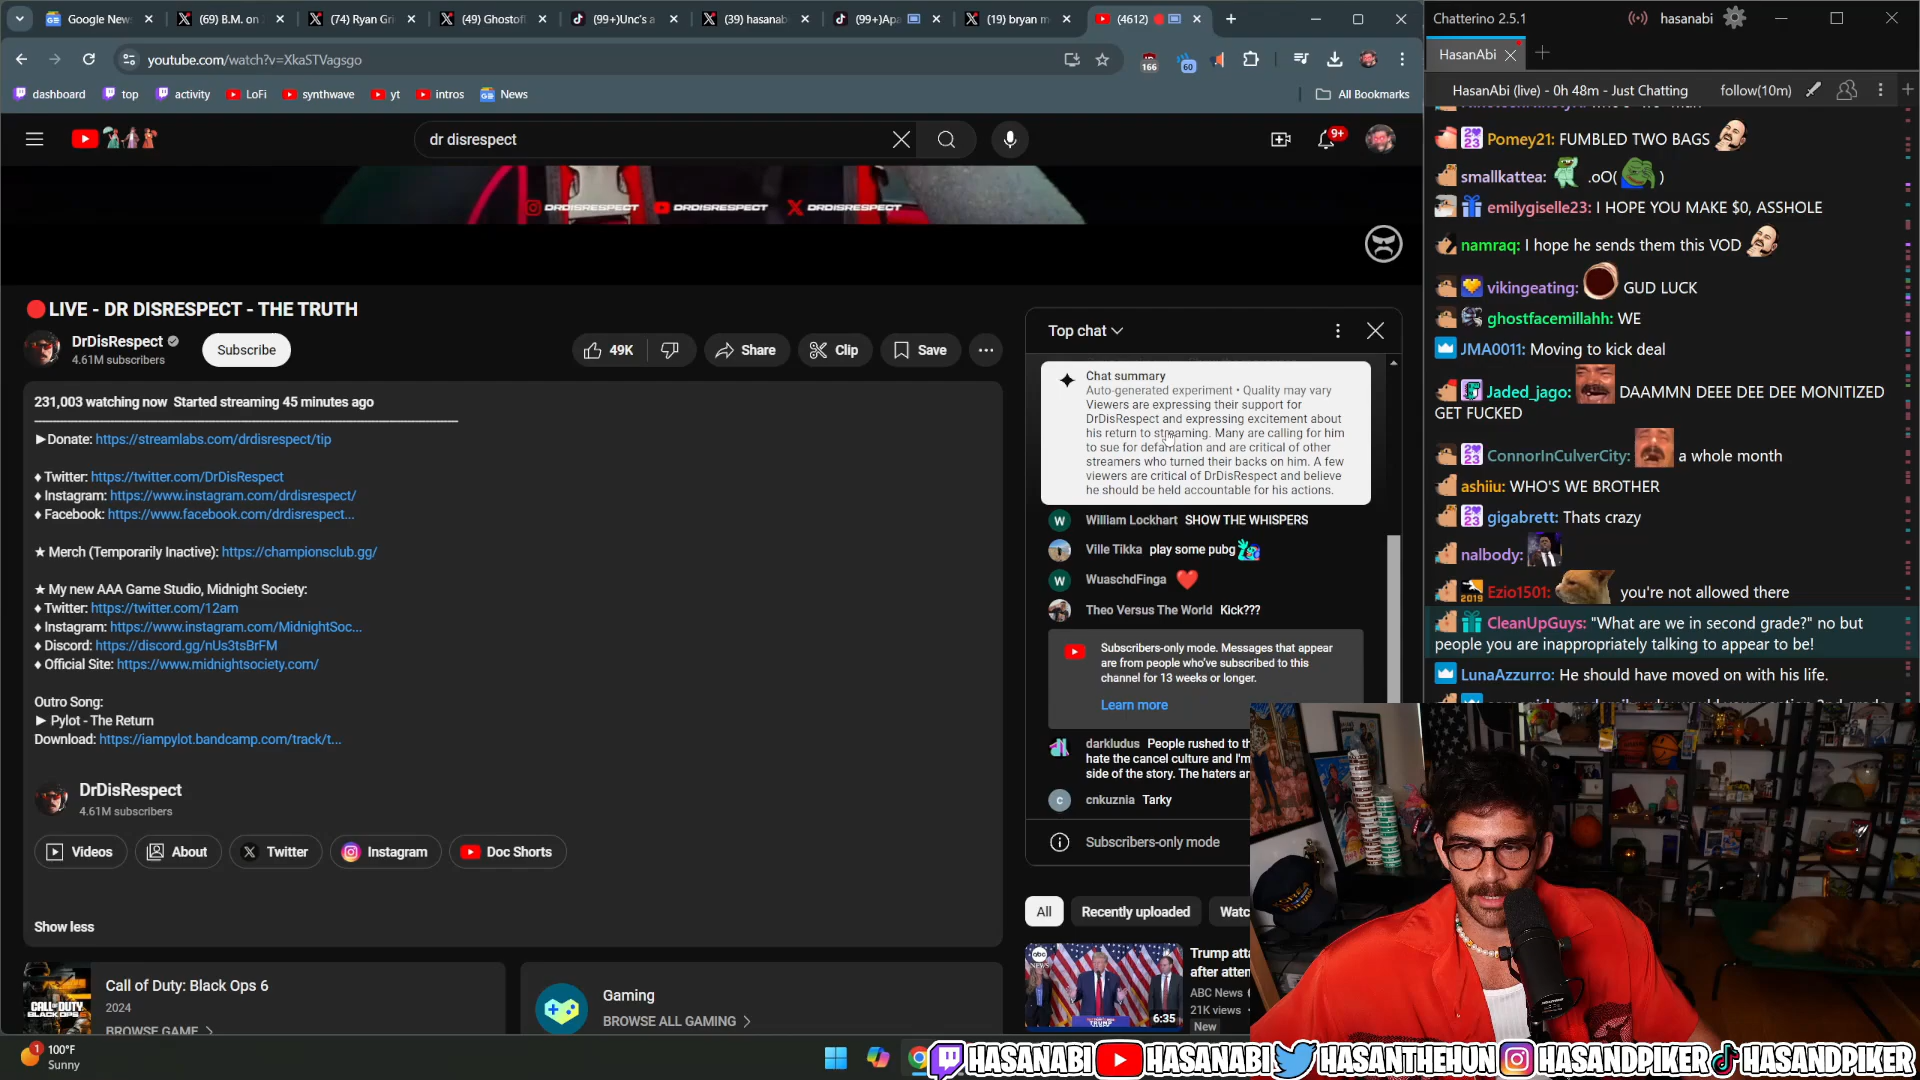 Google New
(69) B.M. on
(74) Ryan Gri
(49) Ghostof
(99+)Unc's a
(39) hasanab
(99+)Apa
(19) bryan m
(4612)
youtube.com/watch?v=XkaSTVagsgo
166
60
dashboard
top
activity
LoFi
synthwave
yt
intros
News
All Bookmarks
dr disrespect
9+
DRDISRESPECT DRDISRESPECT DRDISRESPECT
LIVE - DR DISRESPECT - THE TRUTH
DrDisRespect
4.61M subscribers
Subscribe
49K
Share
Clip
Save
231,003 watching now Started streaming 45 minutes ago
►Donate: https://streamlabs.com/drdisrespect/tip
♦ Twitter: https://twitter.com/DrDisRespect
♦ Instagram: https://www.instagram.com/drdisrespect/
♦ Facebook: https://www.facebook.com/drdisrespect...
★ Merch (Temporarily Inactive): https://championsclub.gg/
★ My new AAA Game Studio, Midnight Society:
♦ Twitter: https://twitter.com/12am
♦ Instagram: https://www.instagram.com/MidnightSoc...
♦ Discord: https://discord.gg/nUs3tsBrFM
♦ Official Site: https://www.midnightsociety.com/
Outro Song:
► Pylot - The Return
Download: https://iampylot.bandcamp.com/track/t...
DrDisRespect
4.61M subscribers
Videos
About
Twitter
Instagram
Doc Shorts
Show less
Call of Duty: Black Ops 6
2024
BROWSE GAME
Gaming
BROWSE ALL GAMING
Top chat
Chat summary
Auto-generated experiment • Quality may vary
Viewers are expressing their support for
DrDisRespect and expressing excitement about
his return to streaming. Many are calling for him
to sue for defamation and are critical of other
streamers who turned their backs on him. A few
viewers are critical of DrDisRespect and believe
he should be held accountable for his actions.
W William Lockhart SHOW THE WHISPERS
Ville Tikka play some pubg
W WuaschdFinga
Theo Versus The World Kick???
Subscribers-only mode. Messages that appear
are from people who've subscribed to this
channel for 13 weeks or longer.
Learn more
darkludus People rushed to th
hate the cancel culture and I'm
side of the story. The haters ar
c cnkuznia Tarky
Subscribers-only mode
All
Recently uploaded
Watc
Trump atta
after atten
ABC News
21K views
New
abc NEWS
6:35
Chatterino 2.5.1
hasanabi
HasanAbi
HasanAbi (live) - 0h 48m - Just Chatting
follow(10m)
Pomey21: FUMBLED TWO BAGS
smallkattea: .oO( )
emilygiselle23: I HOPE YOU MAKE $0, ASSHOLE
namraq: I hope he sends them this VOD
vikingeating: GUD LUCK
ghostfacemillahh: WE
JMA0011: Moving to kick deal
Jaded_jago: DAAMMN DEEE DEE DEE MONITIZED
GET FUCKED
ConnorInCulverCity: a whole month
ashiiu: WHO'S WE BROTHER
gigabrett: Thats crazy
nalbody:
2019 Ezio1501: you're not allowed there
CleanUpGuys: "What are we in second grade?" no but
people you are inappropriately talking to appear to be!
LunaAzzurro: He should have moved on with his life.
1
100°F
Sunny
HASANABI HASANABI HASANTHEHUN HASANDPIKER HASANDPIKER